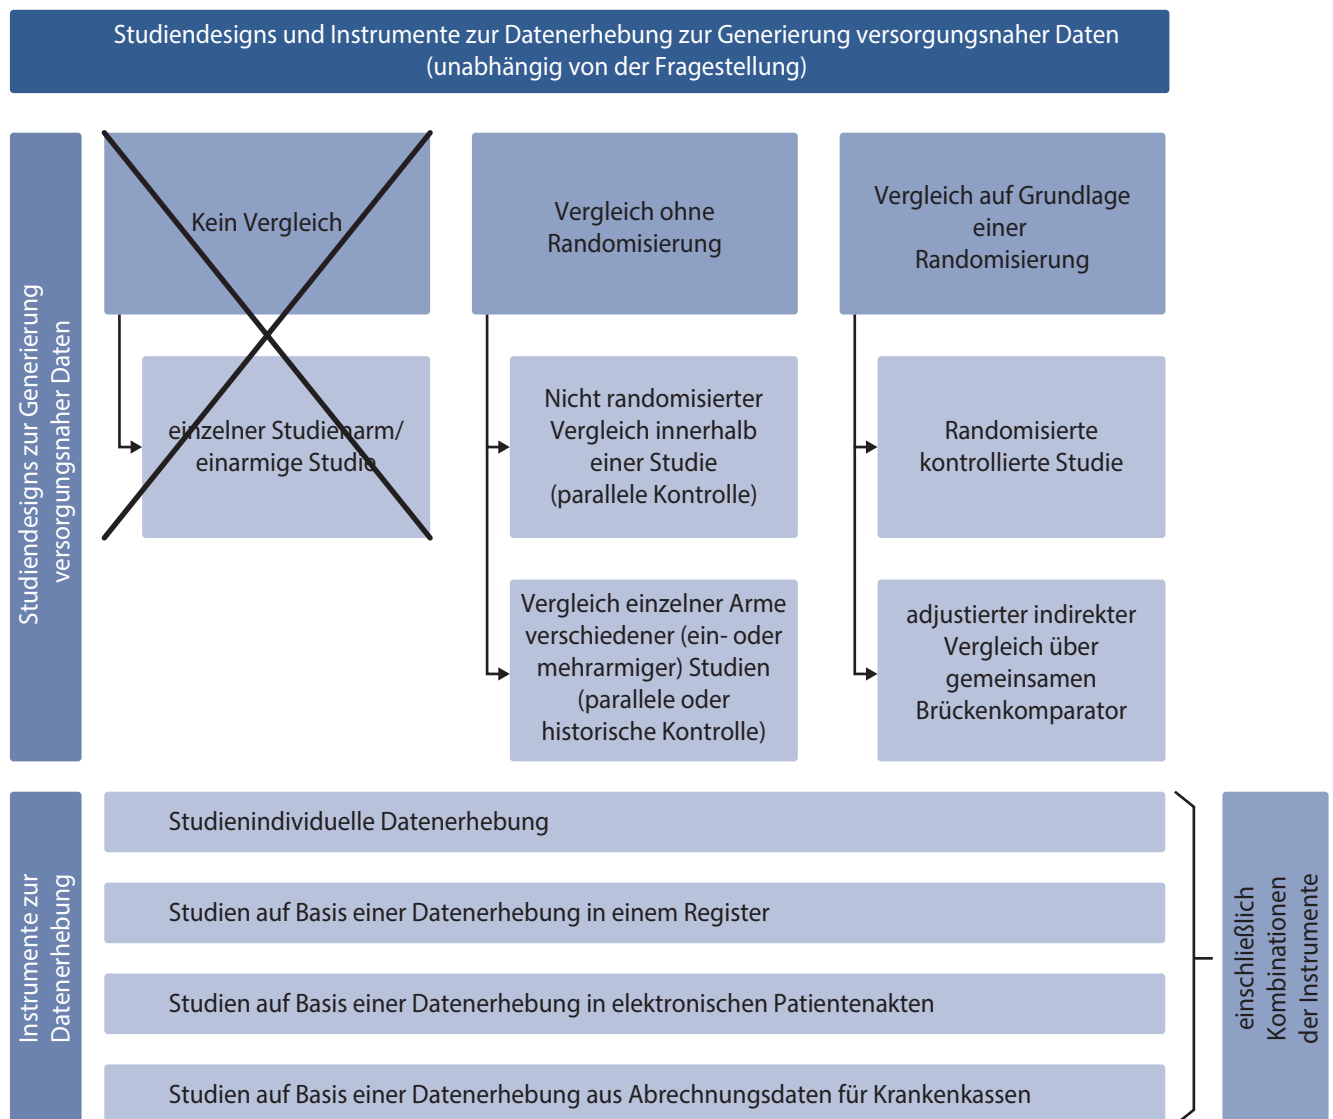 Studiendesigns und Instrumente zur Datenerhebung zur Generierung versorgungsnaher Daten
(unabhängig von der Fragestellung)
Studiendesigns zur Generierung
versorgungsnaher Daten
Kein Vergleich
einzelner Studienarm/
einarmige Studie
Vergleich ohne
Randomisierung
Nicht randomisierter
Vergleich innerhalb
einer Studie
(parallele Kontrolle)
Vergleich einzelner Arme
verschiedener (ein- oder
mehrarmiger) Studien
(parallele oder
historische Kontrolle)
Vergleich auf Grundlage
einer
Randomisierung
Randomisierte
kontrollierte Studie
adjustierter indirekter
Vergleich über
gemeinsamen
Brückenkomparator
Instrumente zur
Datenerhebung
Studienindividuelle Datenerhebung
Studien auf Basis einer Datenerhebung in einem Register
Studien auf Basis einer Datenerhebung in elektronischen Patientenakten
Studien auf Basis einer Datenerhebung aus Abrechnungsdaten für Krankenkassen
einschließlich
Kombinationen
der Instrumente